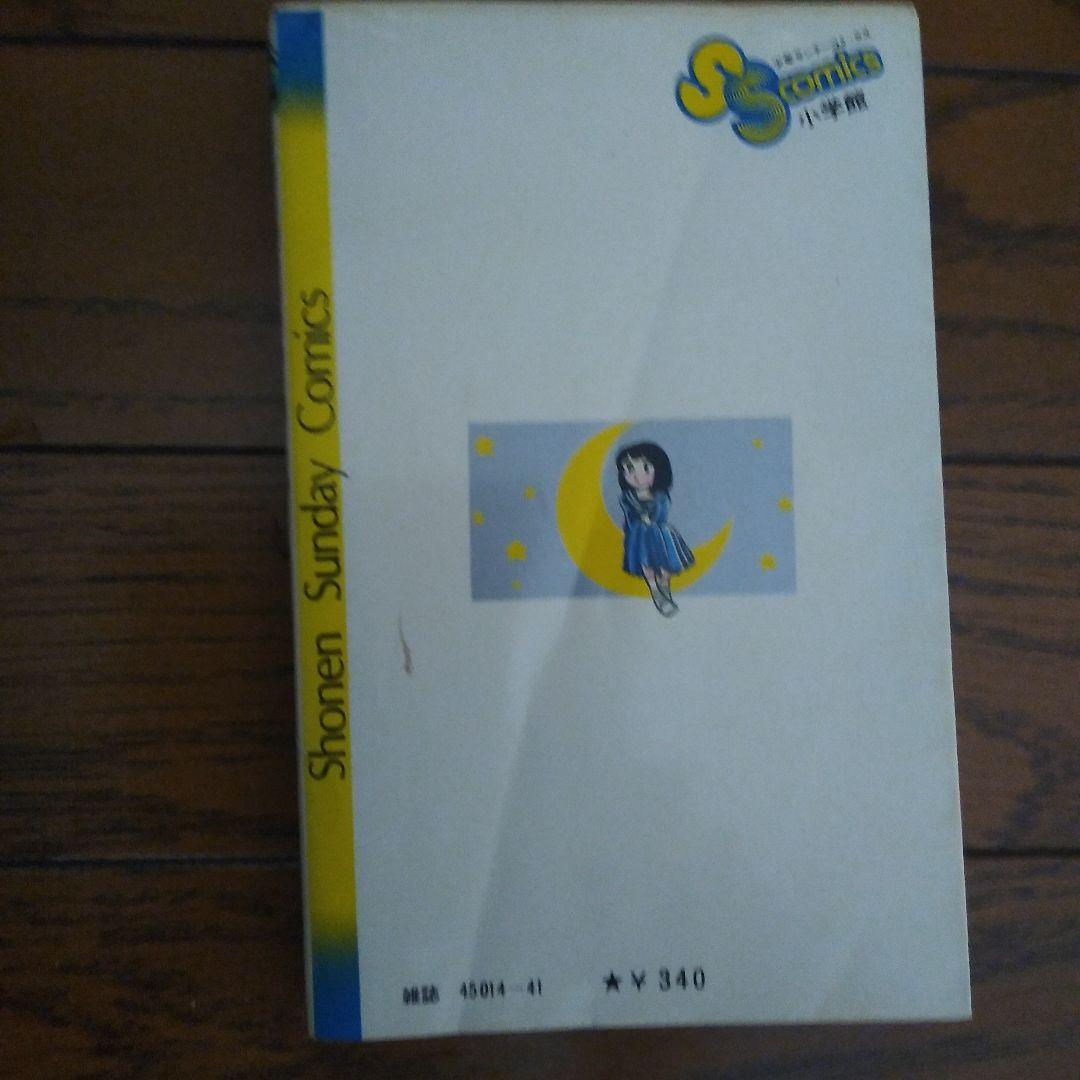 SS comics
小学館
Shonen Sunday Comics
雑誌 45014-41 ★¥340